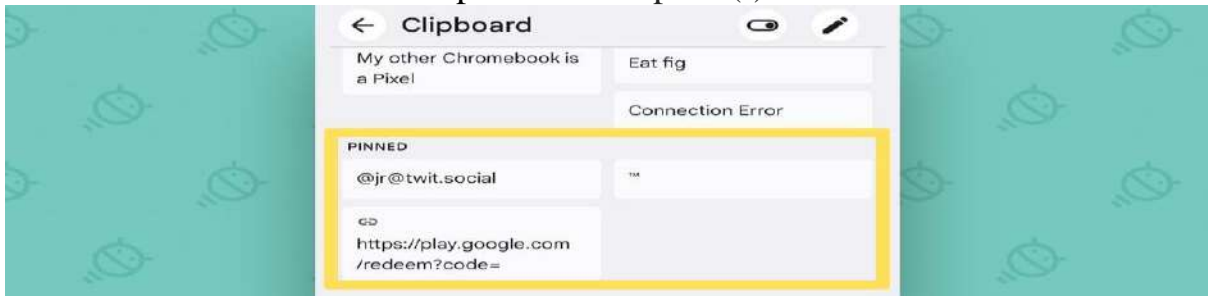 Clipboard
My other Chromebook is
a Pixel
Eat fig
Connection Error
PINNED
@jr@twit.social
™
https://play.google.com
/redeem?code=